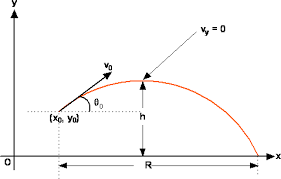 y
v₀
v_y = 0
θ₀
(x₀, y₀)
h
O
x
R